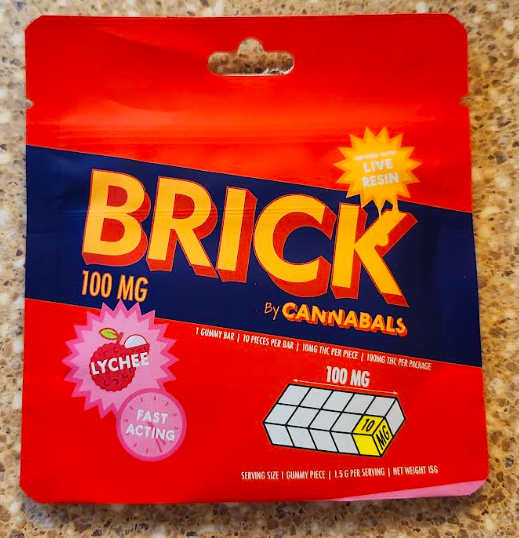 INFUSED WITH
LIVE
RESIN
BRICK
100 MG
By CANNABALS
1 GUMMY BAR | 10 PIECES PER BAR | 10MG THC PER PIECE | 100MG THC PER PACKAGE
LYCHEE
FAST
ACTING
100 MG
10
MG
SERVING SIZE 1 GUMMY PIECE | 1.5 G PER SERVING | NET WEIGHT 15G